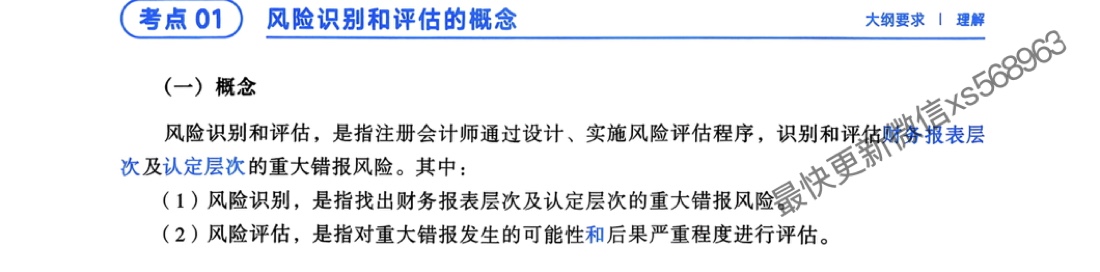 考点 01 风险识别和评估的概念 大纲要求 | 理解
（一）概念
风险识别和评估，是指注册会计师通过设计、实施风险评估程序，识别和评估财务报表层
次及认定层次的重大错报风险。其中：
（1）风险识别，是指找出财务报表层次及认定层次的重大错报风险。
（2）风险评估，是指对重大错报发生的可能性和后果严重程度进行评估。
最快更新微信xs568963